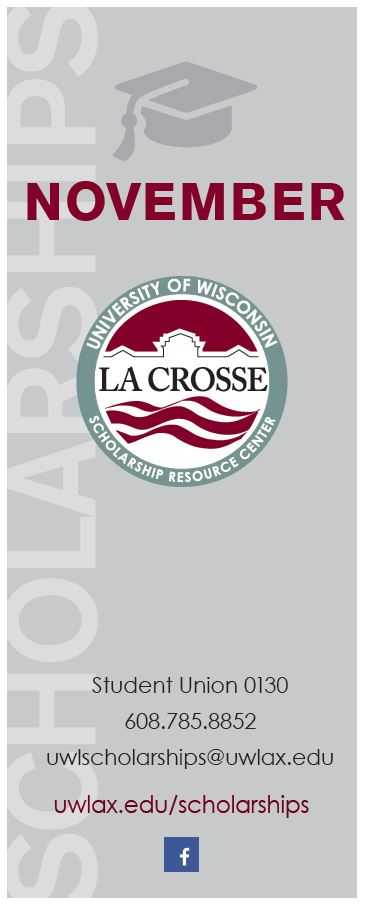 SCHOLARSHIPS
NOVEMBER
UNIVERSITY OF WISCONSIN
LA CROSSE
SCHOLARSHIP RESOURCE CENTER
Student Union 0130
608.785.8852
uwlscholarships@uwlax.edu
uwlax.edu/scholarships
f